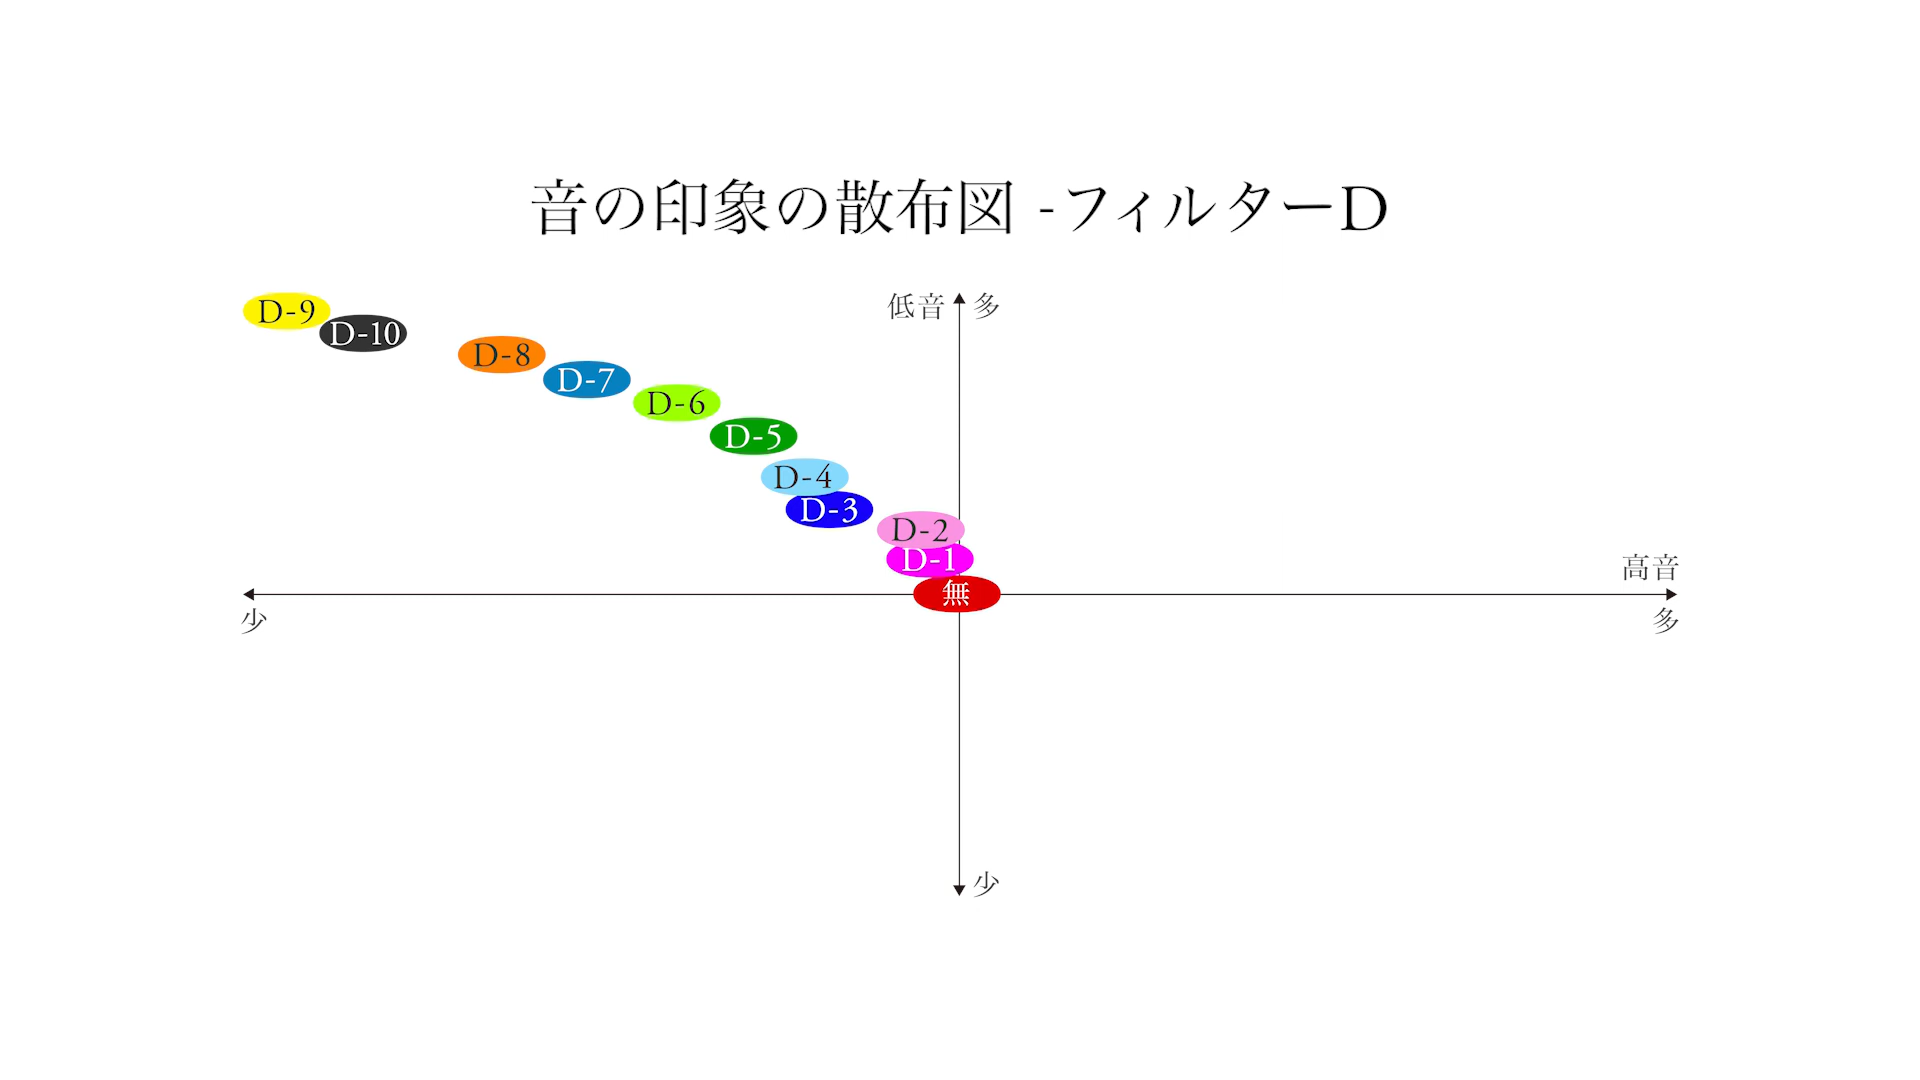 音の印象の散布図 -フィルターD
低音 多
D-9
D-10
D-8
D-7
D-6
D-5
D-4
D-3
D-2
D-1
高音
無
少
多
少